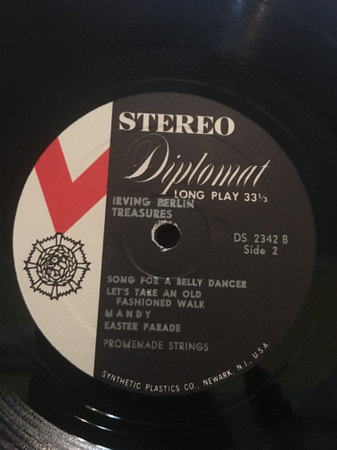 STEREO
Diplomat
LONG PLAY 33⅓
IRVING BERLIN
TREASURES
DS 2342 B
Side 2
SONG FOR A BELLY DANCER
LET'S TAKE AN OLD
FASHIONED WALK
MANDY
EASTER PARADE
PROMENADE STRINGS
SYNTHETIC PLASTICS CO., NEWARK, N.J., U.S.A.